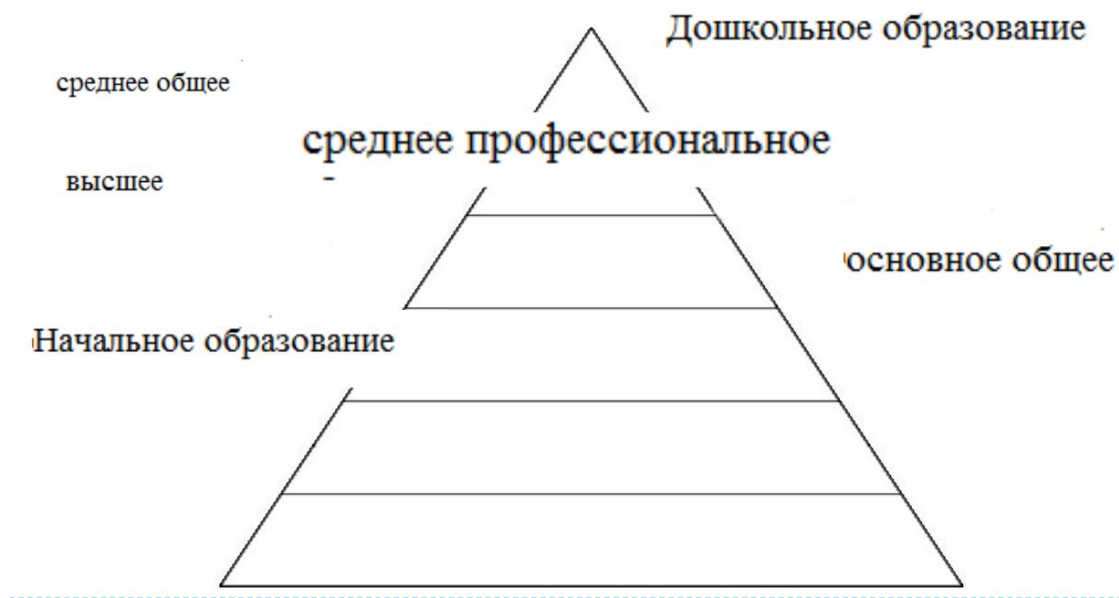 Дошкольное образование
среднее общее
среднее профессиональное
высшее
основное общее
Начальное образование